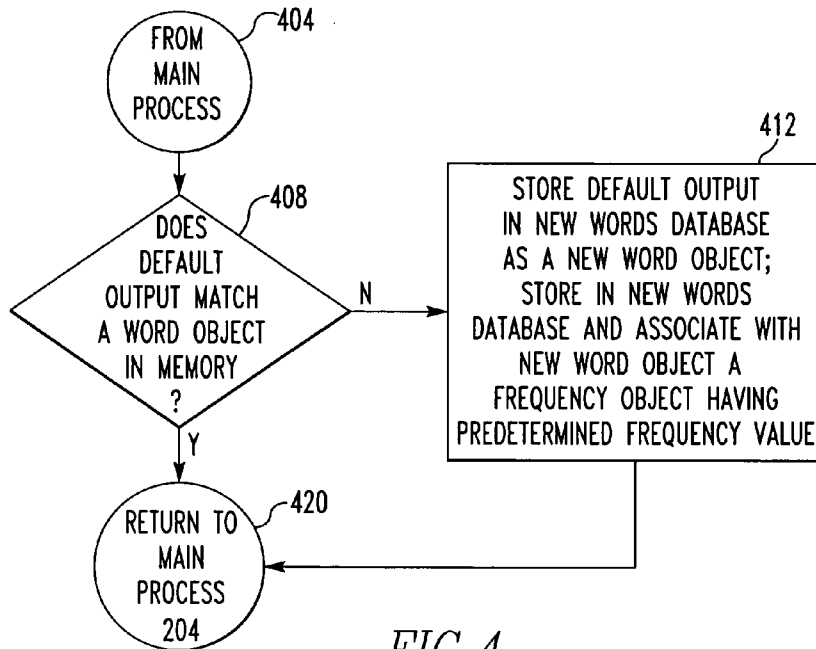 FROM
MAIN
PROCESS
404
DOES
DEFAULT
OUTPUT MATCH
A WORD OBJECT
IN MEMORY
?
408
N
Y
412
STORE DEFAULT OUTPUT
IN NEW WORDS DATABASE
AS A NEW WORD OBJECT;
STORE IN NEW WORDS
DATABASE AND ASSOCIATE WITH
NEW WORD OBJECT A
FREQUENCY OBJECT HAVING
PREDETERMINED FREQUENCY VALUE
RETURN TO
MAIN
PROCESS
204
420